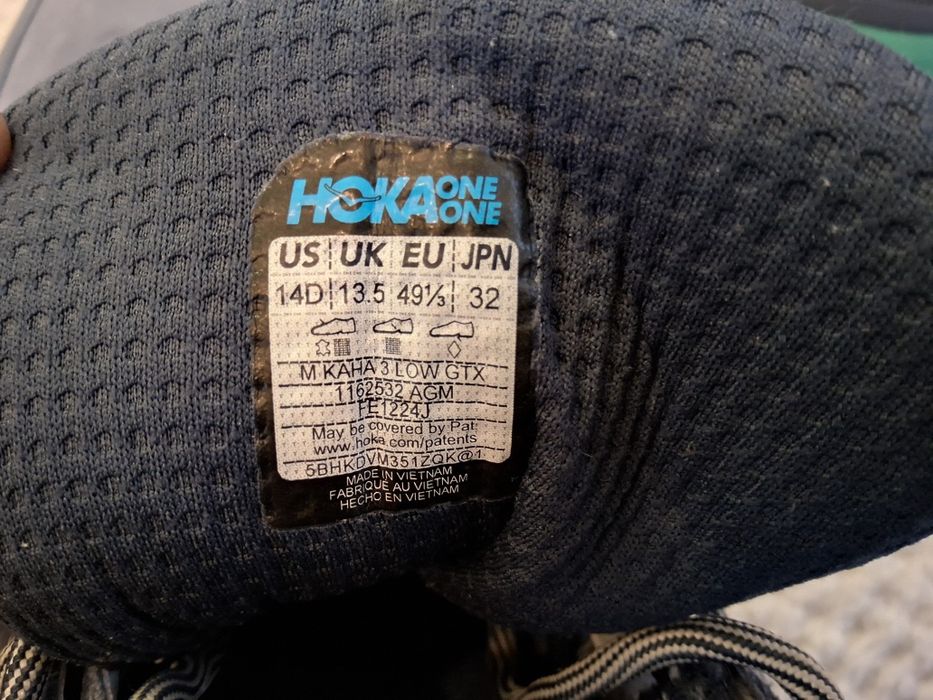 HOKA ONE ONE
US UK EU JPN
14D 13.5 49⅓ 32
M KAHA 3 LOW GTX
1162532 AGM
FE1224J
May be covered by Pat
www.hoka.com/patents
5BHKDVM351ZQK@1
MADE IN VIETNAM
FABRIQUE AU VIETNAM
HECHO EN VIETNAM